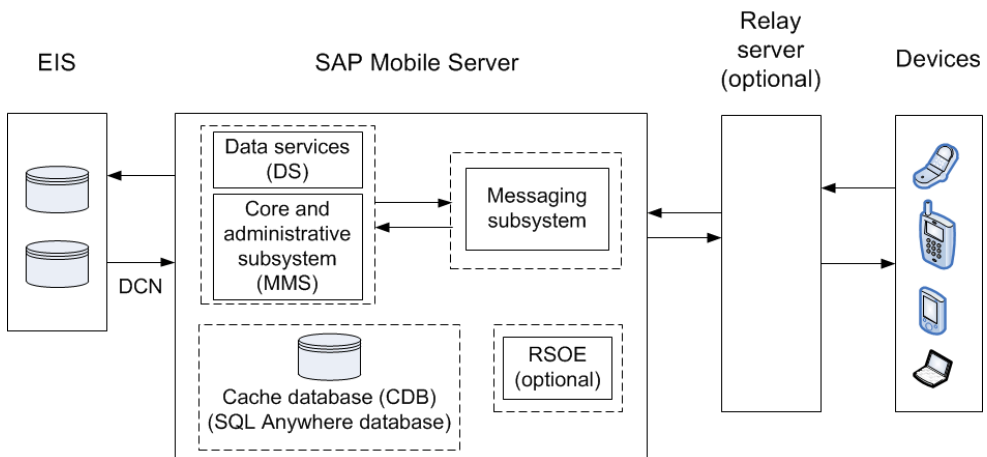 EIS
SAP Mobile Server
Relay
server
(optional)
Devices
Data services
(DS)
Core and
administrative
subsystem
(MMS)
Messaging
subsystem
DCN
Cache database (CDB)
(SQL Anywhere database)
RSOE
(optional)